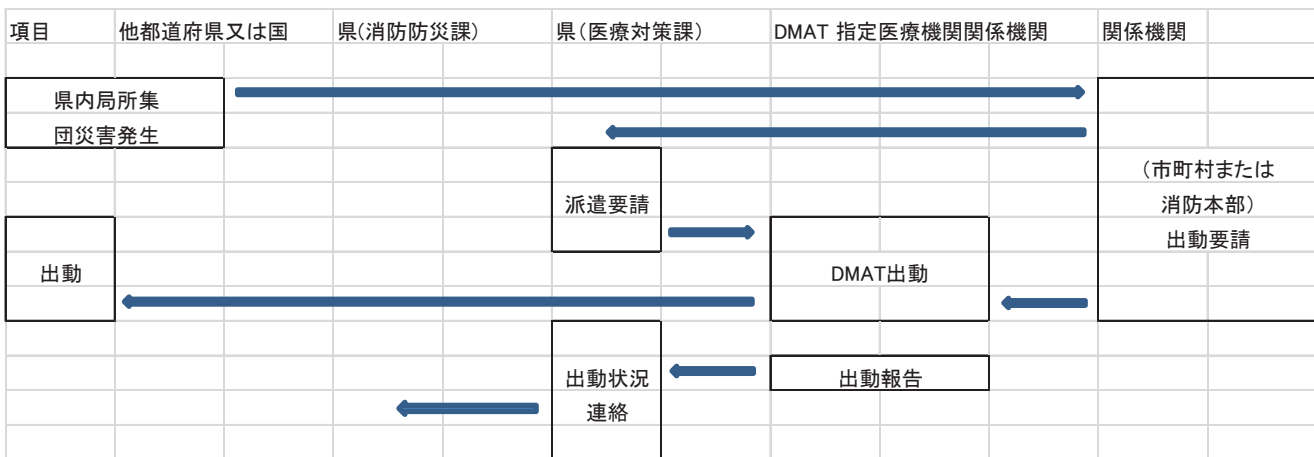 項目 他都道府県又は国 県(消防防災課) 県(医療対策課) DMAT 指定医療機関関係機関 関係機関
県内局所集
団災害発生
(市町村または
消防本部)
出動要請
派遣要請
出動
DMAT出動
出動状況
連絡
出動報告